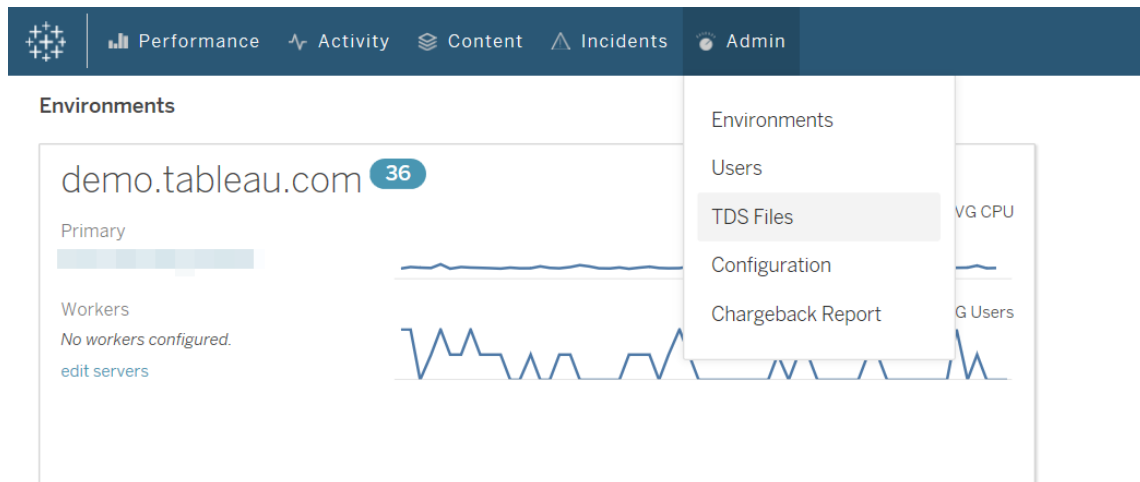 Performance Activity Content Incidents Admin
Environments
demo.tableau.com 36
Primary
Workers
No workers configured.
edit servers
Environments
Users
TDS Files
Configuration
Chargeback Report
VG CPU
G Users